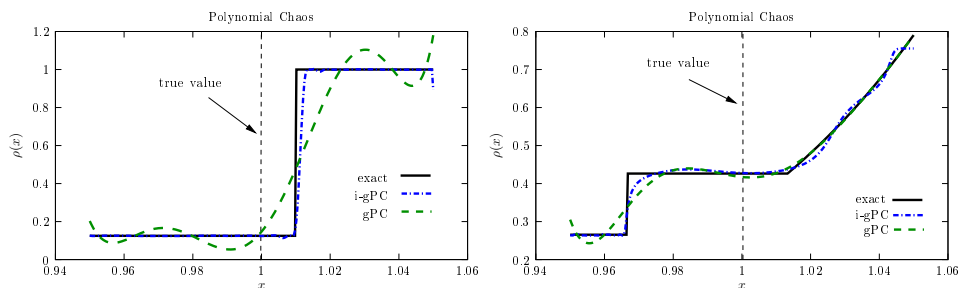 Polynomial Chaos
1.2
1
0.8
0.6
0.4
0.2
0
ρ(x)
true value
exact
i-gPC
gPC
0.94 0.96 0.98 1 1.02 1.04 1.06
x
Polynomial Chaos
0.8
0.7
0.6
0.5
0.4
0.3
0.2
ρ(x)
true value
exact
i-gPC
gPC
0.94 0.96 0.98 1 1.02 1.04 1.06
x